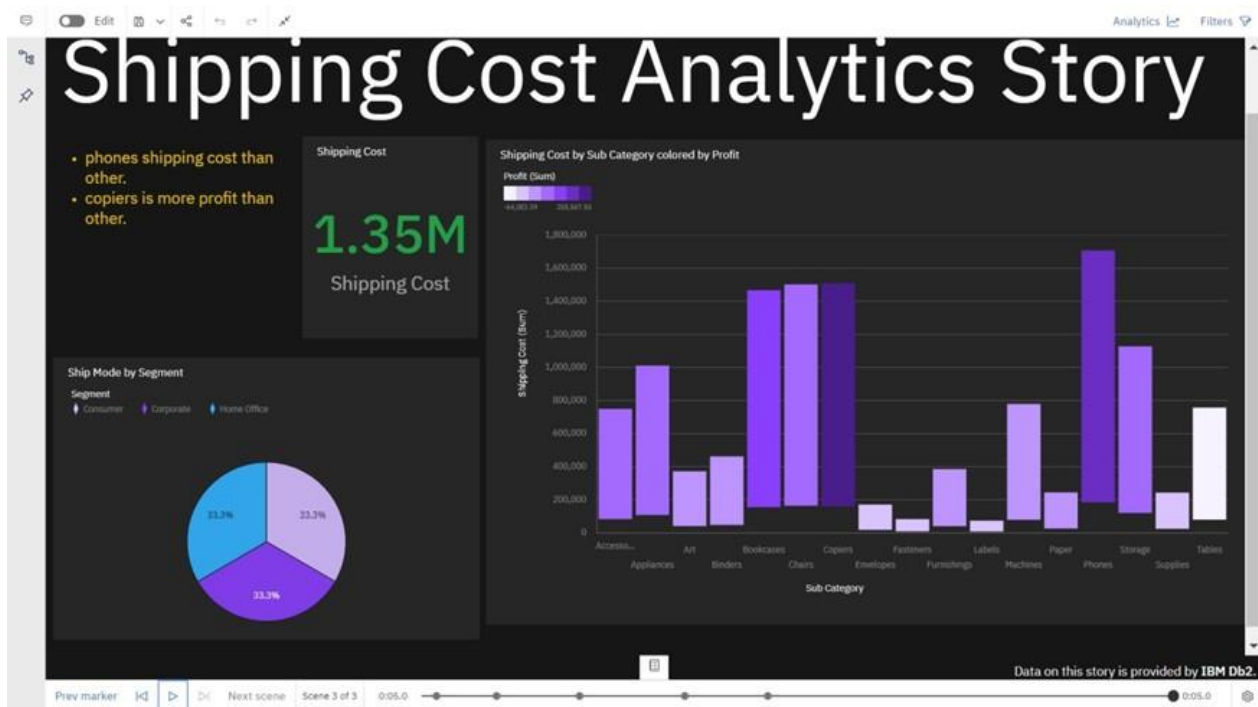 Edit
Analytics
Filters
Shipping Cost Analytics Story
• phones shipping cost than
other.
• copiers is more profit than
other.
Shipping Cost
1.35M
Shipping Cost
Shipping Cost by Sub Category colored by Profit
Profit (Sum)
1,800,000
1,600,000
1,400,000
1,200,000
1,000,000
800,000
600,000
400,000
200,000
0
Shipping Cost (Sum)
Accesso...
Art
Bookcases
Copiers
Fasteners
Labels
Paper
Storage
Tables
Appliances
Binders
Chairs
Envelopes
Furnishings
Machines
Phones
Supplies
Sub Category
Ship Mode by Segment
Segment
Consumer
Corporate
Home Office
33.3%
33.3%
33.3%
Data on this story is provided by IBM Db2.
Prev marker
Next scene
Scene 3 of 3
0:05.0
0:05.0